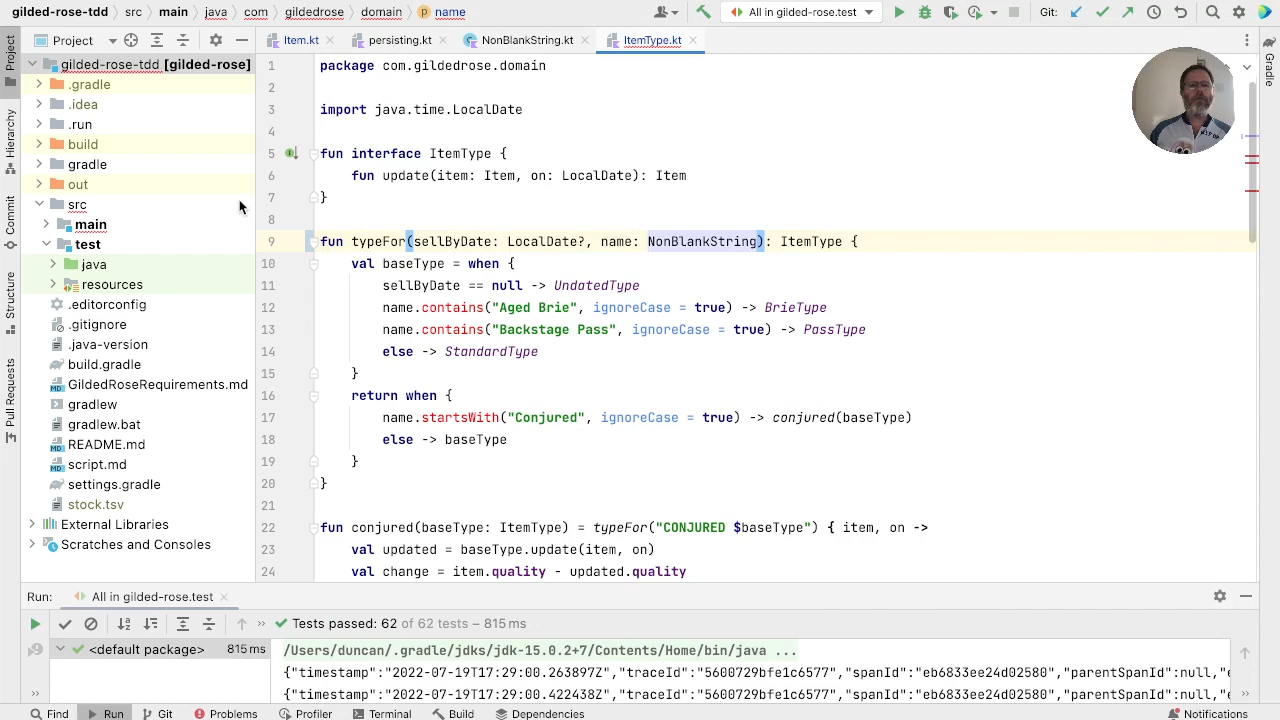 gilded-rose-tdd > src > main > java > com > gildedrose > domain > name
All in gilded-rose.test
Git:
Project
Item.kt
persisting.kt
NonBlankString.kt
ItemType.kt
Project
Hierarchy
Commit
Structure
Pull Requests
Gradle
gilded-rose-tdd [gilded-rose]
.gradle
.idea
.run
build
gradle
out
src
main
test
java
resources
.editorconfig
.gitignore
.java-version
build.gradle
GildedRoseRequirements.md
gradlew
gradlew.bat
README.md
script.md
settings.gradle
stock.tsv
External Libraries
Scratches and Consoles
1 package com.gildedrose.domain
2
3 import java.time.LocalDate
4
5 fun interface ItemType {
6 fun update(item: Item, on: LocalDate): Item
7 }
8
9 fun typeFor(sellByDate: LocalDate?, name: NonBlankString): ItemType {
10 val baseType = when {
11 sellByDate == null -> UndatedType
12 name.contains("Aged Brie", ignoreCase = true) -> BrieType
13 name.contains("Backstage Pass", ignoreCase = true) -> PassType
14 else -> StandardType
15 }
16 return when {
17 name.startsWith("Conjured", ignoreCase = true) -> conjured(baseType)
18 else -> baseType
19 }
20 }
21
22 fun conjured(baseType: ItemType) = typeFor("CONJURED $baseType") { item, on ->
23 val updated = baseType.update(item, on)
24 val change = item.quality - updated.quality
Run: All in gilded-rose.test
Tests passed: 62 of 62 tests – 815 ms
<default package> 815 ms
/Users/duncan/.gradle/jdks/jdk-15.0.2+7/Contents/Home/bin/java ...
{"timestamp":"2022-07-19T17:29:00.263897Z","traceId":"5600729bfe1c6577","spanId":"eb6833ee24d02580","parentSpanId":null,"e
{"timestamp":"2022-07-19T17:29:00.422438Z","traceId":"5600729bfe1c6577","spanId":"eb6833ee24d02580","parentSpanId":null,"e
Find
Run
Git
Problems
Profiler
Terminal
Build
Dependencies
Notifications